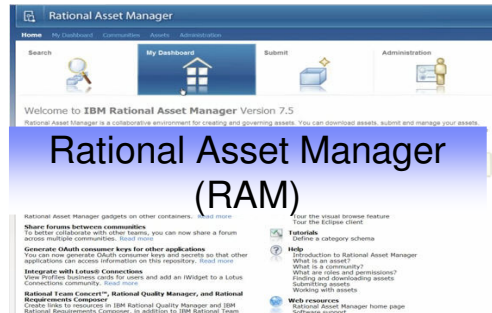 Rational Asset Manager
Home My Dashboard Communities Assets Administration
Search My Dashboard Submit Administration
Welcome to IBM Rational Asset Manager Version 7.5
Rational Asset Manager is a collaborative environment for creating and governing assets. You can download assets, submit and manage your assets,
Rational Asset Manager
(RAM)
Rational Asset Manager gadgets on other containers. Read more
Share forums between communities
To better collaborate with other teams, you can now share a forum
across multiple communities. Read more
Generate OAuth consumer keys for other applications
You can now generate OAuth consumer keys and secrets so that other
applications can access information on this repository. Read more
Integrate with Lotus® Connections
View Profiles business cards for users and add an iWidget to a Lotus
Connections community. Read more
Rational Team Concert™, Rational Quality Manager, and Rational
Requirements Composer
Create links to resources in IBM Rational Quality Manager and IBM
Rational Requirements Composer, in addition to IBM Rational Team
Tour the visual browse feature
Tour the Eclipse client
Tutorials
Define a category schema
Help
Introduction to Rational Asset Manager
What is an asset?
What is a community?
What are roles and permissions?
Finding and downloading assets
Submitting assets
Working with assets
Web resources
Rational Asset Manager home page
Software support